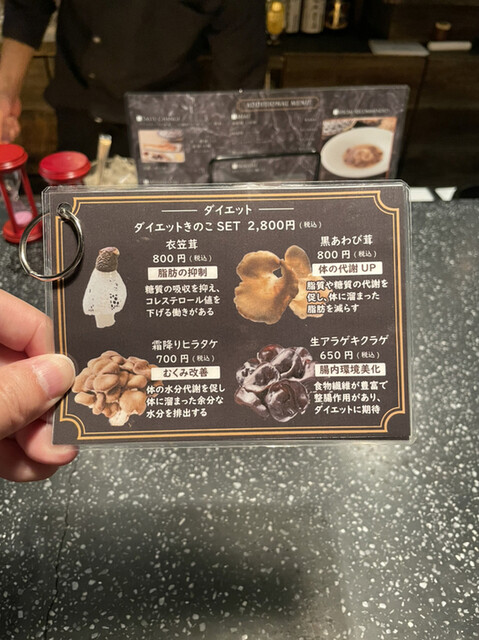 ADDITIONAL MENU
ダイエット
ダイエットきのこSET 2,800円(税込)
衣笠茸
800円(税込)
脂肪の抑制
糖質の吸収を抑え、
コレステロール値を
下げる働きがある
黒あわび茸
800円(税込)
体の代謝UP
脂質や糖質の代謝を
促し、体に溜まった
脂肪を減らす
霜降りヒラタケ
700円(税込)
むくみ改善
体の水分代謝を促し
体に溜まった余分な
水分を排出する
生アラゲキクラゲ
650円(税込)
腸内環境美化
食物繊維が豊富で
整腸作用があり、
ダイエットに期待